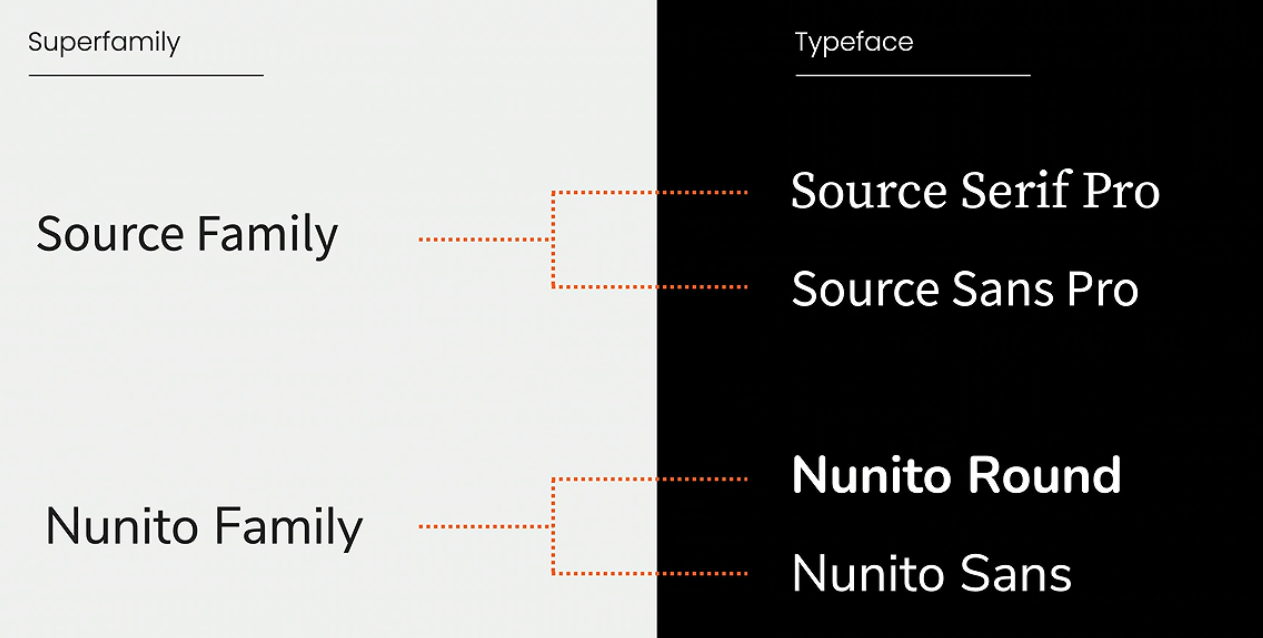 Superfamily
Typeface
Source Family
Source Serif Pro
Source Sans Pro
Nunito Family
Nunito Round
Nunito Sans